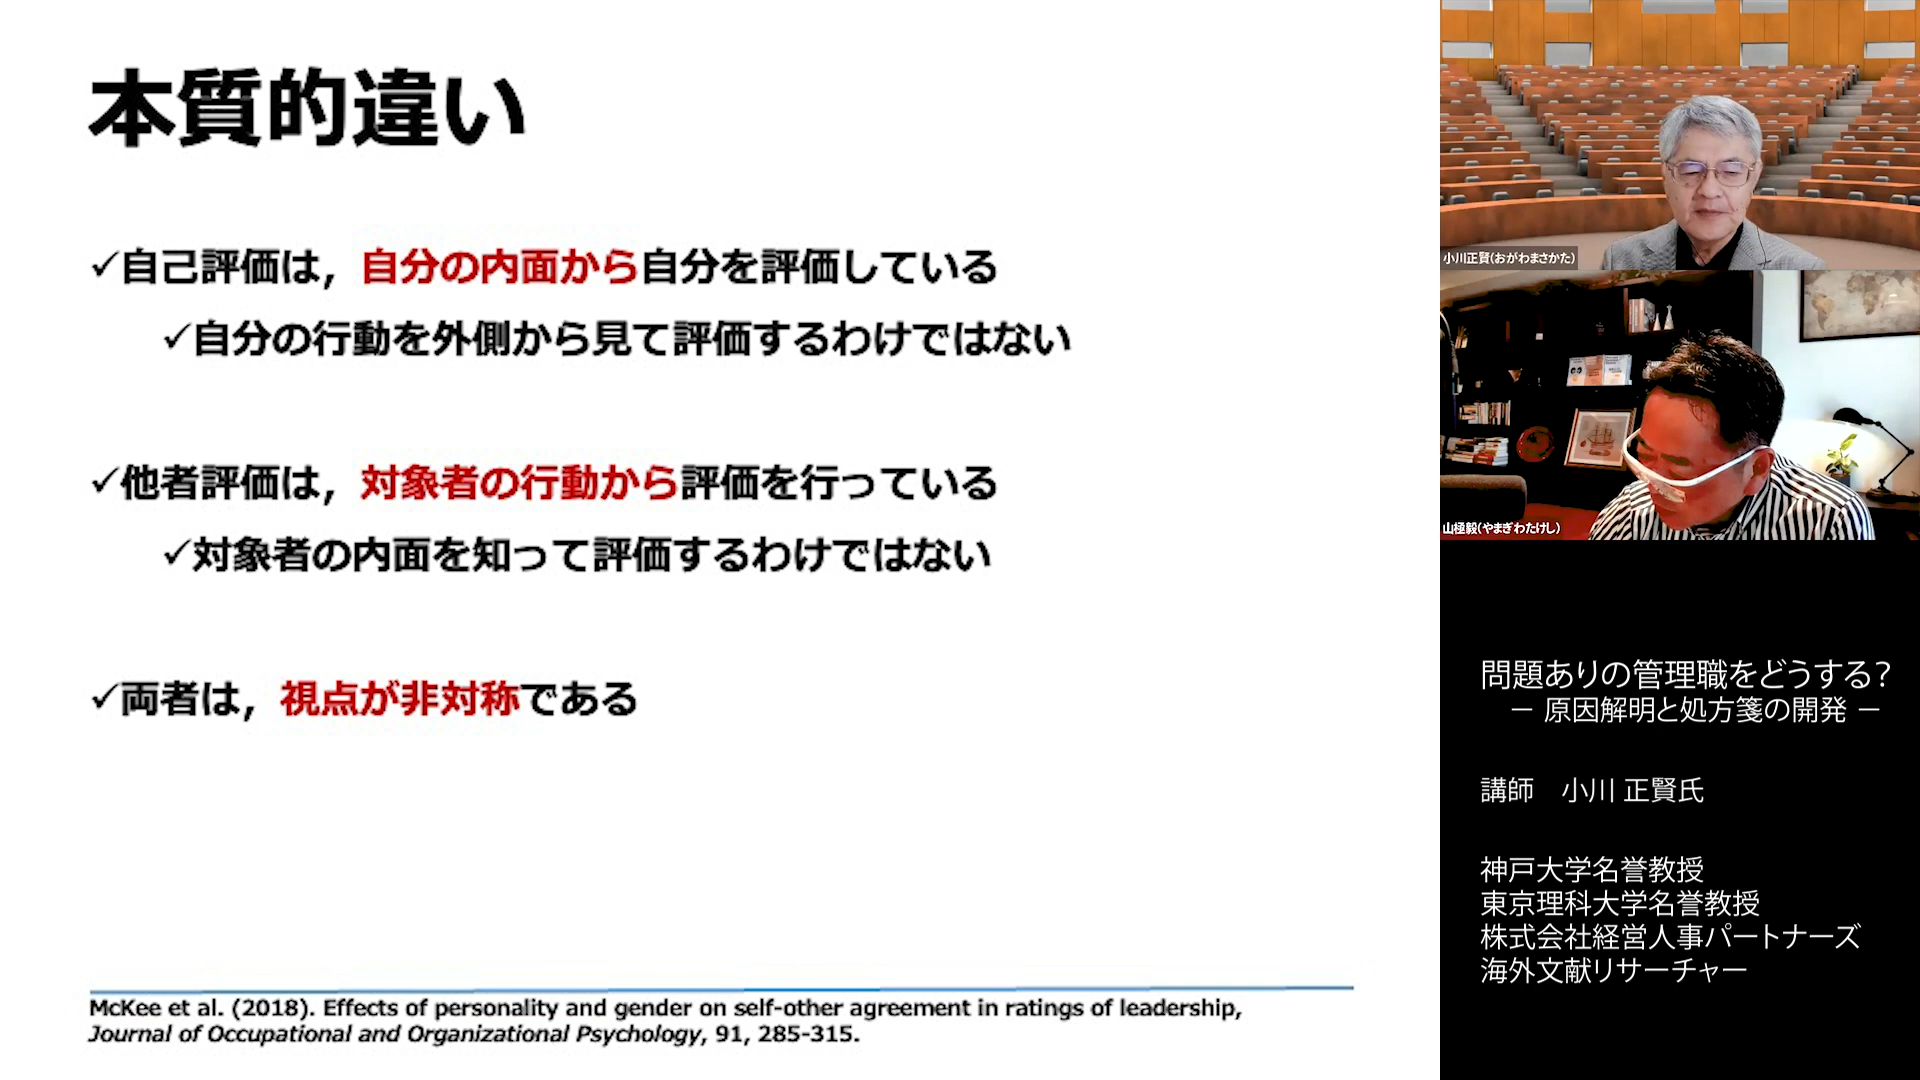 本質的違い
✓自己評価は，自分の内面から自分を評価している
✓自分の行動を外側から見て評価するわけではない
✓他者評価は，対象者の行動から評価を行っている
✓対象者の内面を知って評価するわけではない
✓両者は，視点が非対称である
McKee et al. (2018). Effects of personality and gender on self-other agreement in ratings of leadership,
Journal of Occupational and Organizational Psychology, 91, 285-315.
小川正賢(おがわまさかた)
山極毅(やまぎわたけし)
問題ありの管理職をどうする？
－ 原因解明と処方箋の開発 －
講師　小川 正賢氏
神戸大学名誉教授
東京理科大学名誉教授
株式会社経営人事パートナーズ
海外文献リサーチャー